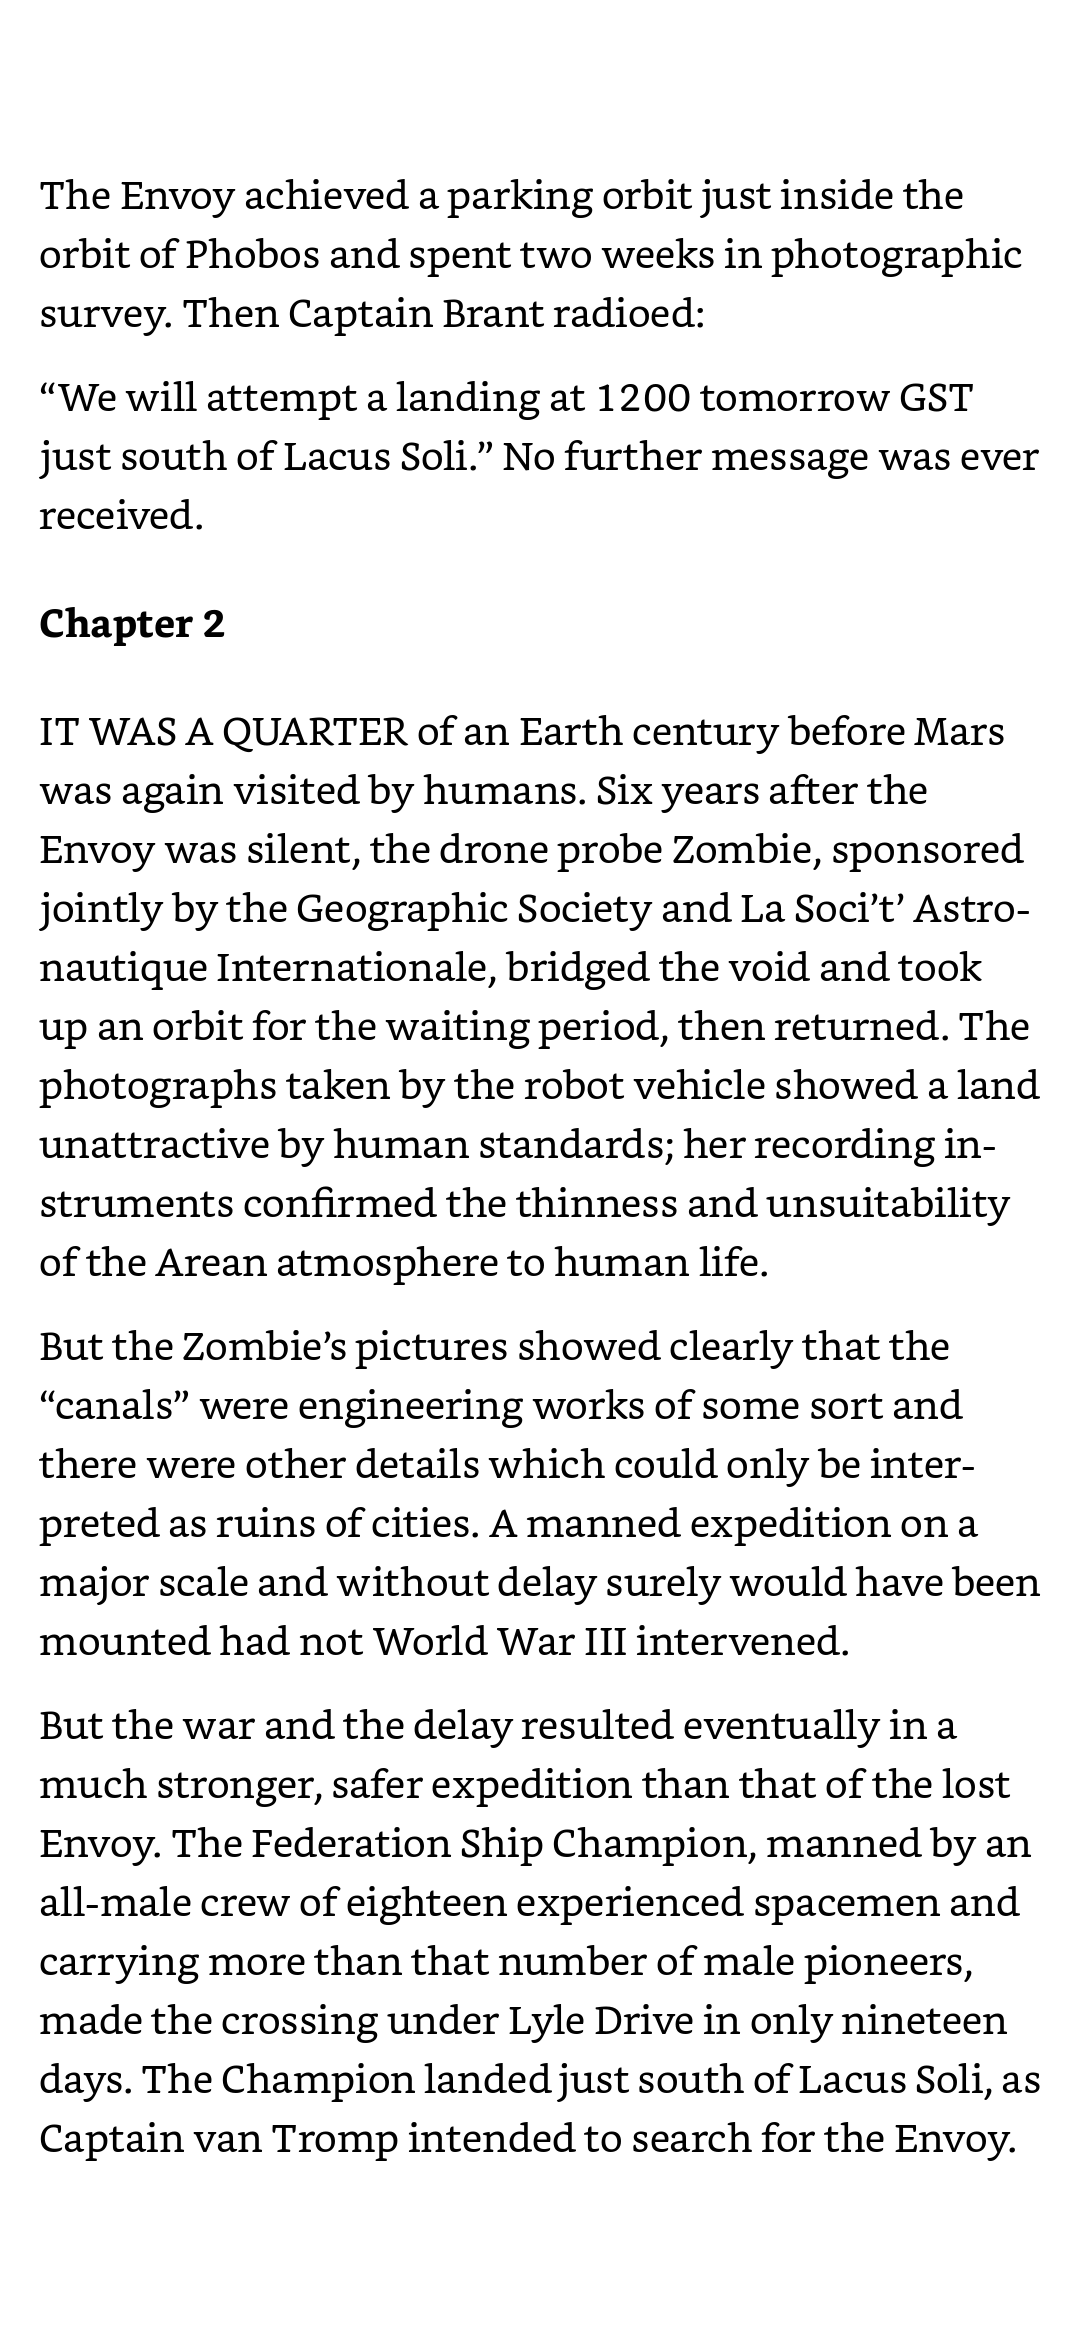 The Envoy achieved a parking orbit just inside the
orbit of Phobos and spent two weeks in photographic
survey. Then Captain Brant radioed:
“We will attempt a landing at 1200 tomorrow GST
just south of Lacus Soli.” No further message was ever
received.
Chapter 2
IT WAS A QUARTER of an Earth century before Mars
was again visited by humans. Six years after the
Envoy was silent, the drone probe Zombie, sponsored
jointly by the Geographic Society and La Soci’t’ Astro-
nautique Internationale, bridged the void and took
up an orbit for the waiting period, then returned. The
photographs taken by the robot vehicle showed a land
unattractive by human standards; her recording in-
struments confirmed the thinness and unsuitability
of the Arean atmosphere to human life.
But the Zombie’s pictures showed clearly that the
“canals” were engineering works of some sort and
there were other details which could only be inter-
preted as ruins of cities. A manned expedition on a
major scale and without delay surely would have been
mounted had not World War III intervened.
But the war and the delay resulted eventually in a
much stronger, safer expedition than that of the lost
Envoy. The Federation Ship Champion, manned by an
all-male crew of eighteen experienced spacemen and
carrying more than that number of male pioneers,
made the crossing under Lyle Drive in only nineteen
days. The Champion landed just south of Lacus Soli, as
Captain van Tromp intended to search for the Envoy.